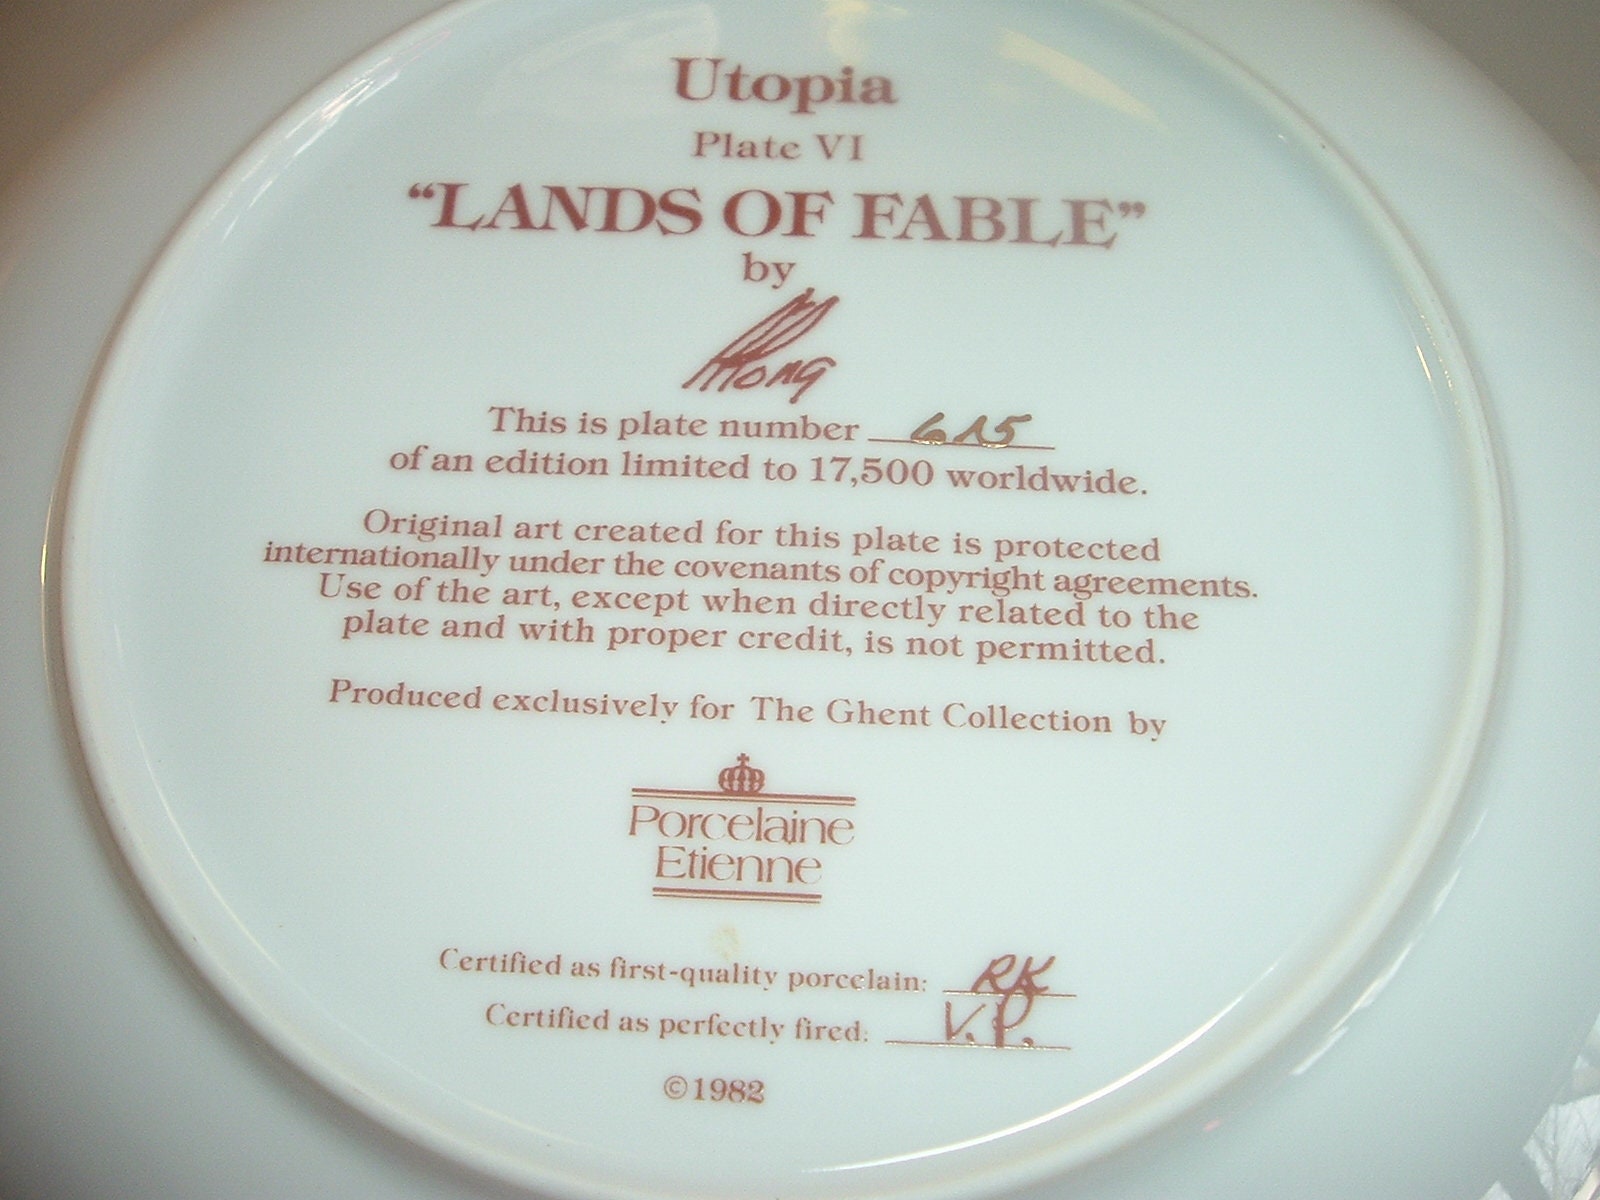 Utopia
Plate VI
“LANDS OF FABLE”
by
This is plate number 615
of an edition limited to 17,500 worldwide.
Original art created for this plate is protected
internationally under the covenants of copyright agreements.
Use of the art, except when directly related to the
plate and with proper credit, is not permitted.
Produced exclusively for The Ghent Collection by
Porcelaine
Etienne
Certified as first-quality porcelain: RK
Certified as perfectly fired: V.P.
©1982